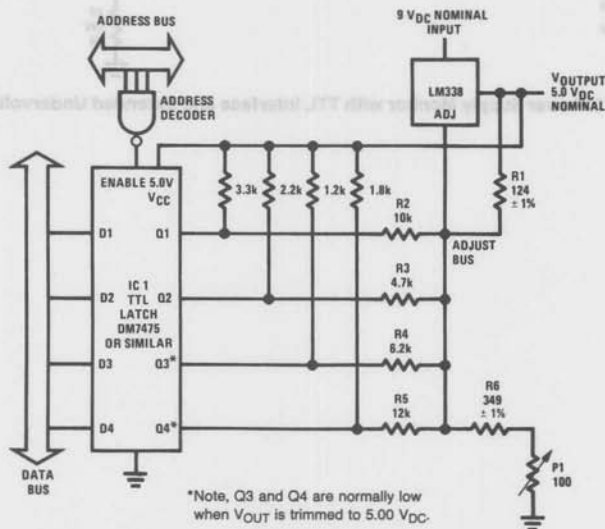 ADDRESS BUS
9 VDC NOMINAL
INPUT
LM338
ADJ
VOUTPUT
5.0 VDC
NOMINAL
ADDRESS
DECODER
ENABLE 5.0V
VCC
3.3k
2.2k
1.2k
1.8k
R1
124
± 1%
R2
10k
ADJUST
BUS
D1
Q1
R3
4.7k
D2
IC 1
TTL
LATCH
DM7475
OR SIMILAR
Q2
R4
6.2k
D3
Q3*
R5
12k
D4
Q4*
R6
349
± 1%
P1
100
DATA
BUS
*Note, Q3 and Q4 are normally low
when VOUT is trimmed to 5.00 VDC.